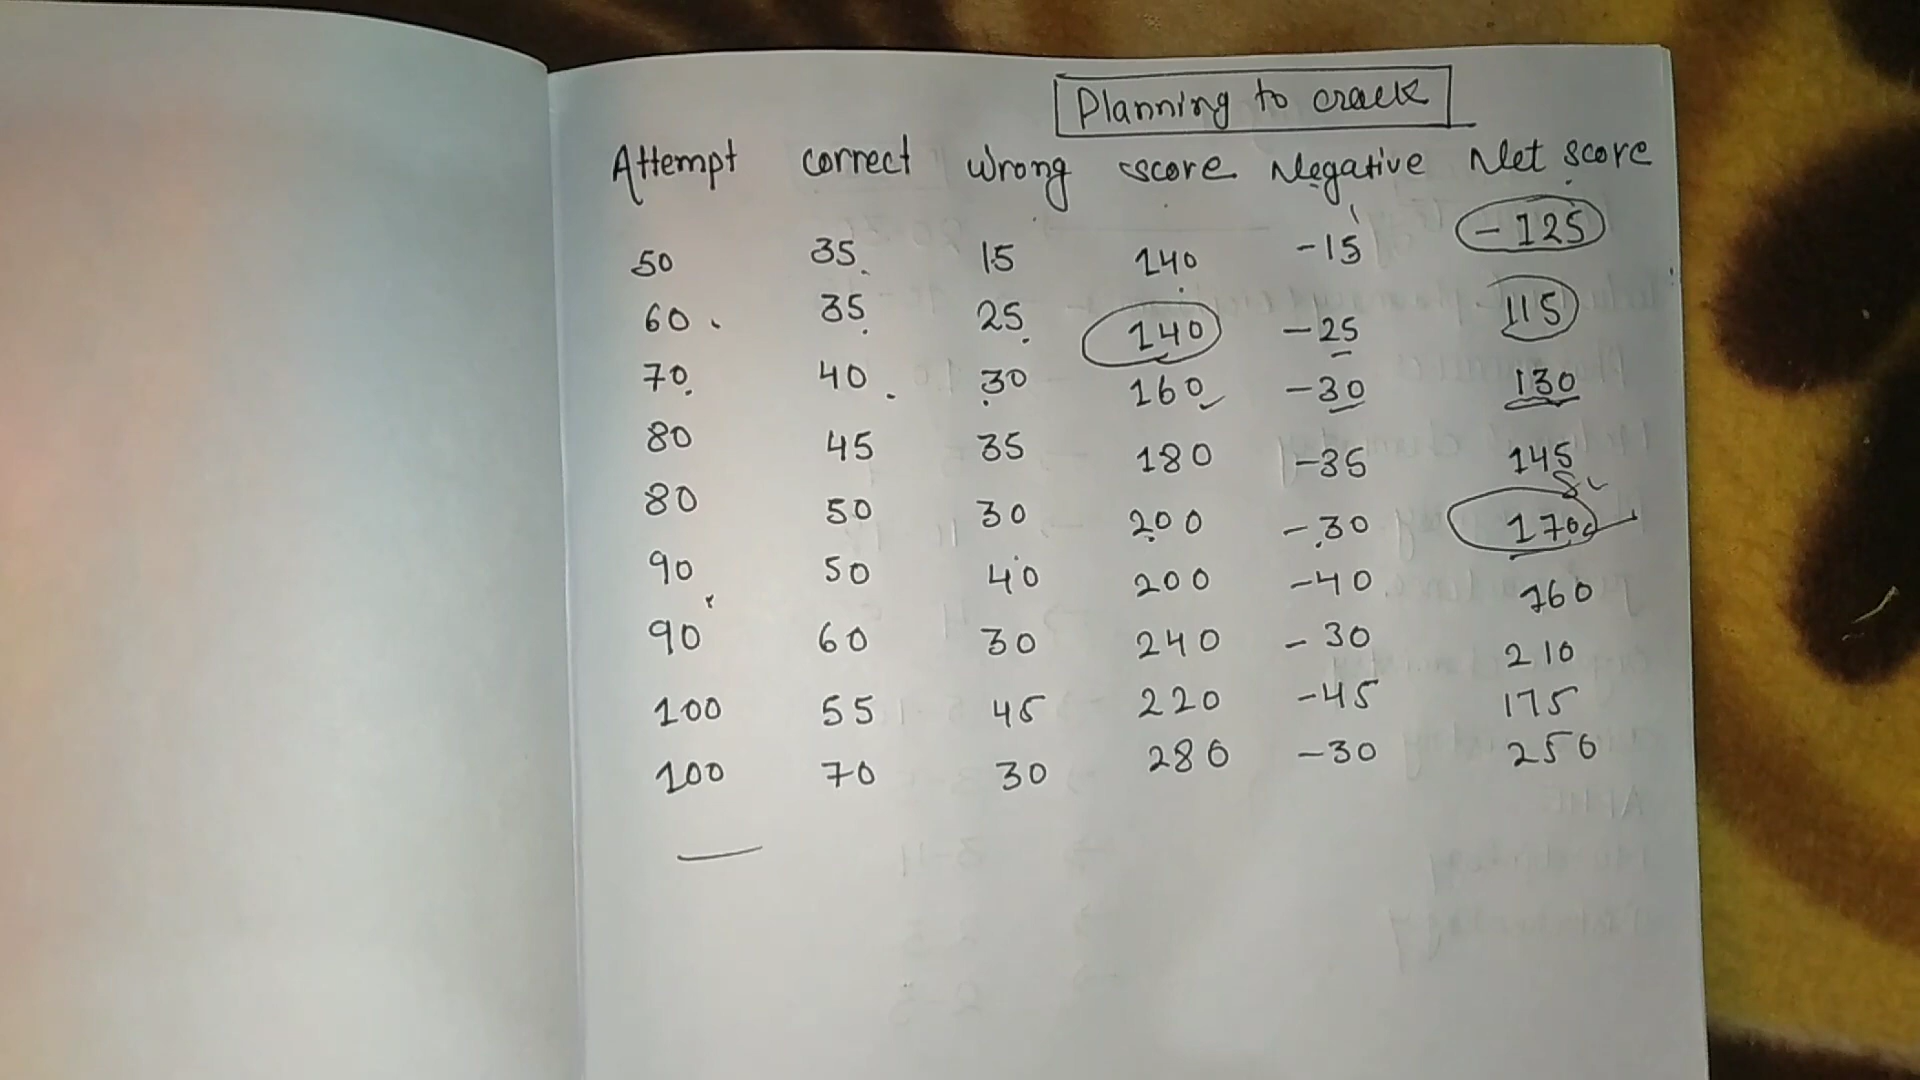 Planning to crack
Attempt correct wrong score Negative Net score
50 35 15 140 -15 -125
60 35 25 140 -25 115
70 40 30 160 -30 130
80 45 35 180 -35 145
80 50 30 200 -30 170
90 50 40 200 -40 160
90 60 30 240 -30 210
100 55 45 220 -45 175
100 70 30 280 -30 250